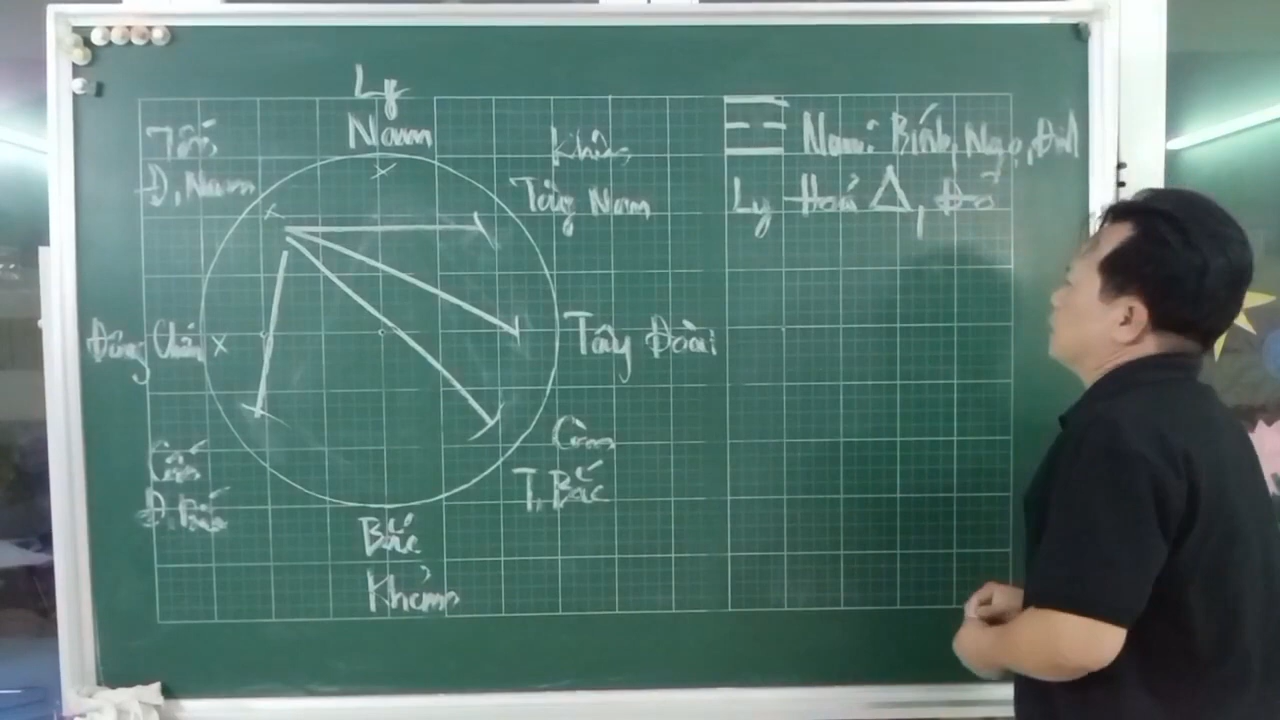 Ly
Nam
Tốn
Đ, Nam
Khôn
Tây Nam
Đông Chấn
Tây Đoài
Cấn
Đ, Bắc
Càn
T, Bắc
Bắc
Khảm
Nam: Bính, Ngọ, Đinh
Ly Hoả Δ, Đỏ